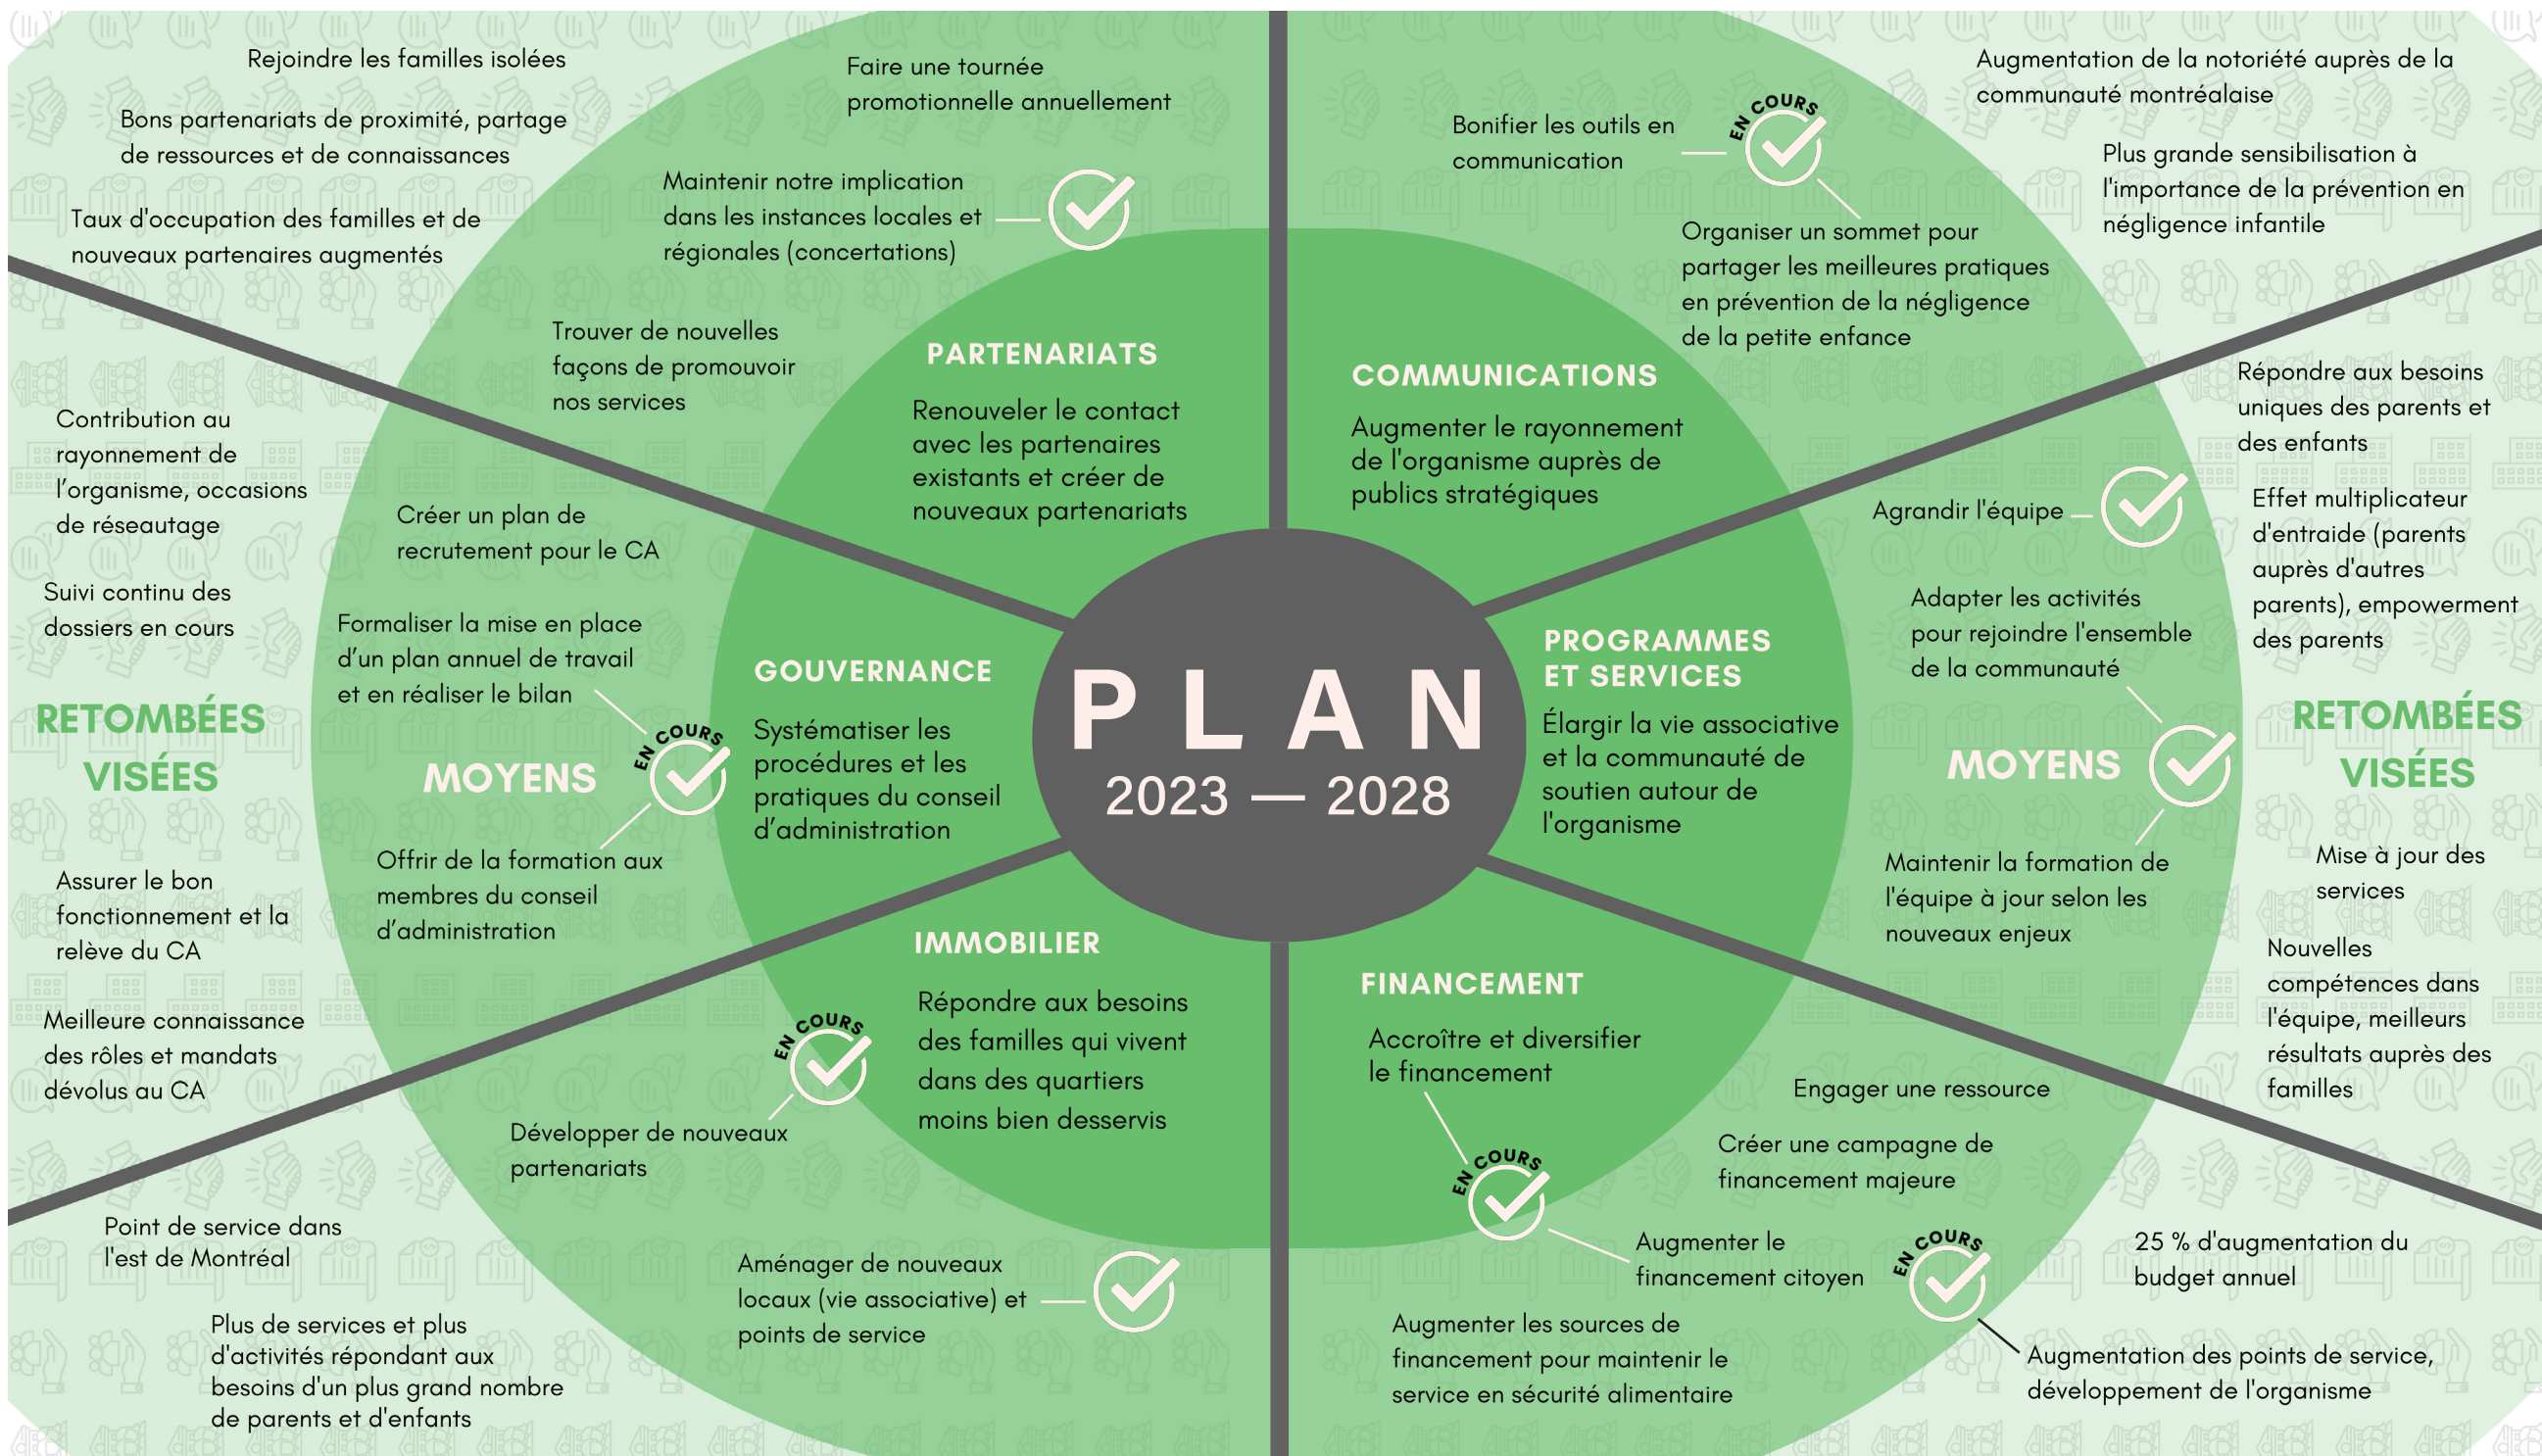 Rejoindre les familles isolées
Bons partenariats de proximité, partage
de ressources et de connaissances
Taux d'occupation des familles et de
nouveaux partenaires augmentés
Faire une tournée
promotionnelle annuellement
Maintenir notre implication
dans les instances locales et
régionales (concertations)
Trouver de nouvelles
façons de promouvoir
nos services
PARTENARIATS
Renouveler le contact
avec les partenaires
existants et créer de
nouveaux partenariats
Bonifier les outils en
communication
EN COURS
Organiser un sommet pour
partager les meilleures pratiques
en prévention de la négligence
de la petite enfance
COMMUNICATIONS
Augmenter le rayonnement
de l'organisme auprès de
publics stratégiques
Augmentation de la notoriété auprès de la
communauté montréalaise
Plus grande sensibilisation à
l'importance de la prévention en
négligence infantile
Contribution au
rayonnement de
l’organisme, occasions
de réseautage
Suivi continu des
dossiers en cours
RETOMBÉES
VISÉES
Assurer le bon
fonctionnement et la
relève du CA
Meilleure connaissance
des rôles et mandats
dévolus au CA
Créer un plan de
recrutement pour le CA
Formaliser la mise en place
d’un plan annuel de travail
et en réaliser le bilan
MOYENS
EN COURS
Offrir de la formation aux
membres du conseil
d’administration
GOUVERNANCE
Systématiser les
procédures et les
pratiques du conseil
d’administration
PLAN
2023 — 2028
PROGRAMMES
ET SERVICES
Élargir la vie associative
et la communauté de
soutien autour de
l'organisme
Agrandir l'équipe
Adapter les activités
pour rejoindre l'ensemble
de la communauté
MOYENS
Maintenir la formation de
l'équipe à jour selon les
nouveaux enjeux
Répondre aux besoins
uniques des parents et
des enfants
Effet multiplicateur
d'entraide (parents
auprès d'autres
parents), empowerment
des parents
RETOMBÉES
VISÉES
Mise à jour des
services
Nouvelles
compétences dans
l'équipe, meilleurs
résultats auprès des
familles
IMMOBILIER
Répondre aux besoins
des familles qui vivent
dans des quartiers
moins bien desservis
EN COURS
Développer de nouveaux
partenariats
Aménager de nouveaux
locaux (vie associative) et
points de service
Point de service dans
l'est de Montréal
Plus de services et plus
d'activités répondant aux
besoins d'un plus grand nombre
de parents et d'enfants
FINANCEMENT
Accroître et diversifier
le financement
EN COURS
Engager une ressource
Créer une campagne de
financement majeure
Augmenter le
financement citoyen
Augmenter les sources de
financement pour maintenir le
service en sécurité alimentaire
EN COURS
25 % d'augmentation du
budget annuel
Augmentation des points de service,
développement de l'organisme